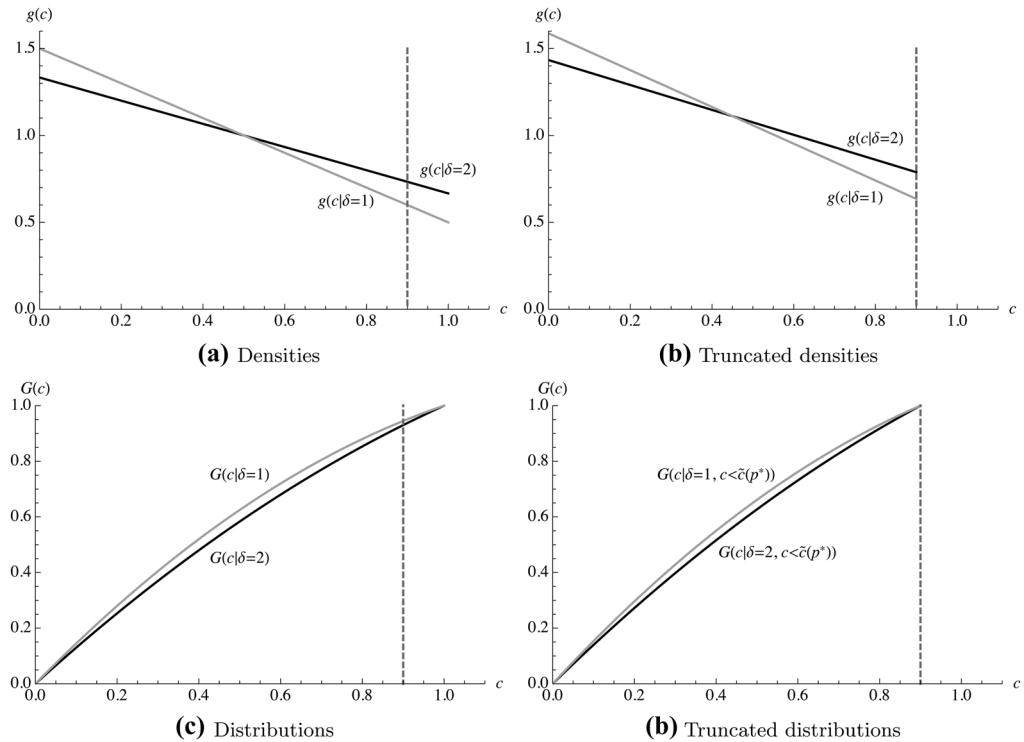 g(c)
1.5
1.0
0.5
0.0
g(c|δ=2)
g(c|δ=1)
0.0 0.2 0.4 0.6 0.8 1.0 c
(a) Densities
g(c)
1.5
1.0
0.5
0.0
g(c|δ=2)
g(c|δ=1)
0.0 0.2 0.4 0.6 0.8 1.0 c
(b) Truncated densities
G(c)
1.0
0.8
0.6
0.4
0.2
0.0
G(c|δ=1)
G(c|δ=2)
0.0 0.2 0.4 0.6 0.8 1.0 c
(c) Distributions
G(c)
1.0
0.8
0.6
0.4
0.2
0.0
G(c|δ=1, c<c̃(p*))
G(c|δ=2, c<c̃(p*))
0.0 0.2 0.4 0.6 0.8 1.0 c
(b) Truncated distributions